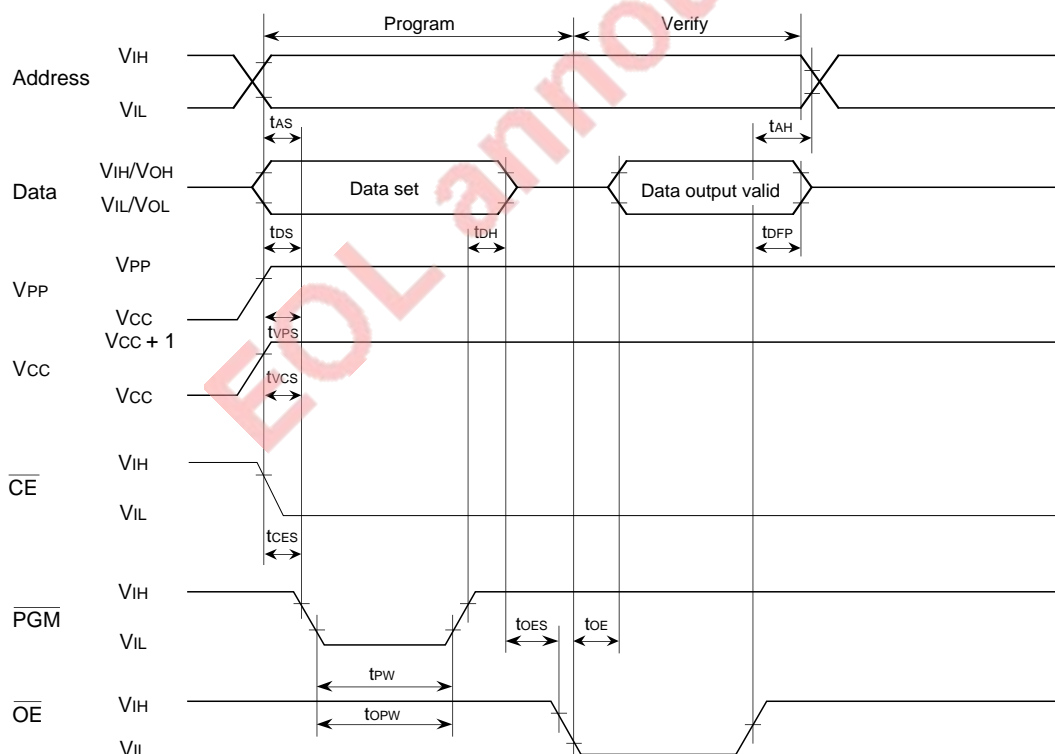 Program Verify
Address VIH
VIL
tAS tAH
Data VIH/VOH
VIL/VOL
Data set Data output valid
tDS tDH tDFP
VPP VPP
VCC
tVPS
VCC VCC + 1
VCC
tVCS
CE VIH
VIL
tCES
PGM VIH
VIL
tOES tOE
tPW
OE VIH
VIL
tOPW
EOL annou